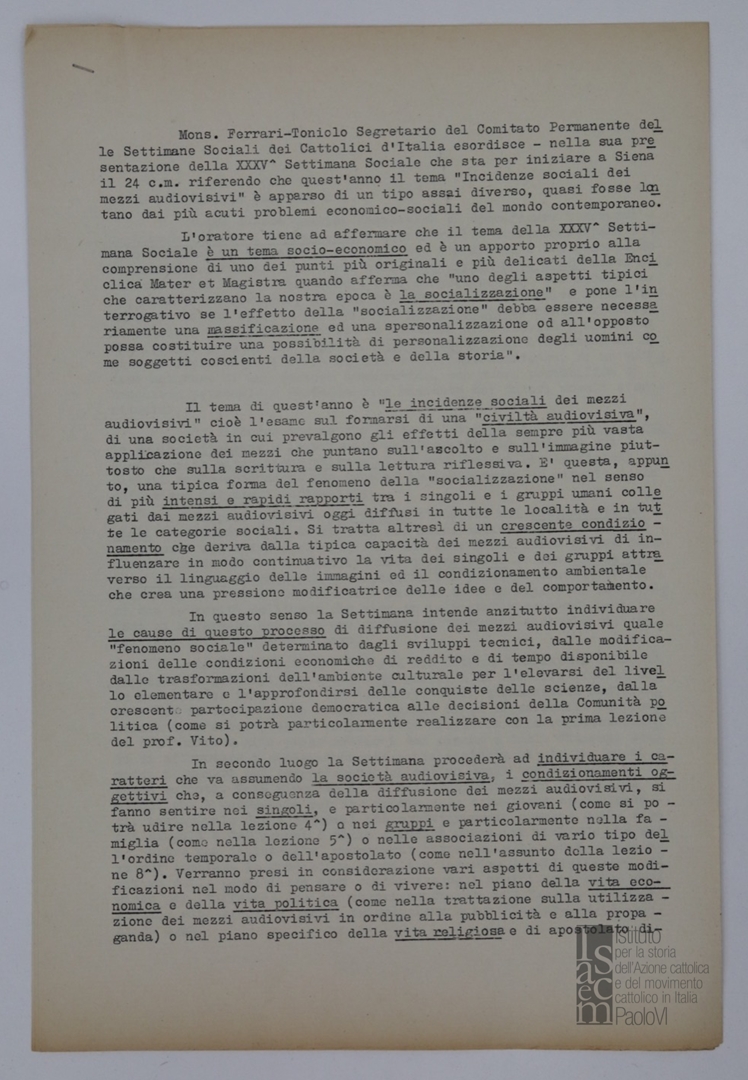 Mons. Ferrari-Toniolo Segretario del Comitato Permanente del
le Settimane Sociali dei Cattolici d'Italia esordisce - nella sua pre
sentazione della XXXV^ Settimana Sociale che sta per iniziare a Siena
il 24 c.m. riferendo che quest'anno il tema "Incidenze sociali dei
mezzi audiovisivi" è apparso di un tipo assai diverso, quasi fosse lon
tano dai più acuti problemi economico-sociali del mondo contemporaneo.
L'oratore tiene ad affermare che il tema della XXXV^ Setti-
mana Sociale è un tema socio-economico ed è un apporto proprio alla
comprensione di uno dei punti più originali e più delicati della Enci
clica Mater et Magistra quando afferma che "uno degli aspetti tipici
che caratterizzano la nostra epoca è la socializzazione" e pone l'in
terrogativo se l'effetto della "socializzazione" debba essere necessa
riamente una massificazione ed una spersonalizzazione od all'opposto
possa costituire una possibilità di personalizzazione degli uomini co
me soggetti coscienti della società e della storia".
Il tema di quest'anno è "le incidenze sociali dei mezzi
audiovisivi" cioè l'esame sul formarsi di una "civiltà audiovisiva",
di una società in cui prevalgono gli effetti della sempre più vasta
applicazione dei mezzi che puntano sull'ascolto e sull'immagine piut-
tosto che sulla scrittura e sulla lettura riflessiva. E' questa, appun
to, una tipica forma del fenomeno della "socializzazione" nel senso
di più intensi e rapidi rapporti tra i singoli e i gruppi umani colle
gati dai mezzi audiovisivi oggi diffusi in tutte le località e in tut
te le categorie sociali. Si tratta altresì di un crescente condizio -
namento che deriva dalla tipica capacità dei mezzi audiovisivi di in-
fluenzare in modo continuativo la vita dei singoli e dei gruppi attra
verso il linguaggio delle immagini ed il condizionamento ambientale
che crea una pressione modificatrice delle idee e del comportamento.
In questo senso la Settimana intende anzitutto individuare
le cause di questo processo di diffusione dei mezzi audiovisivi quale
"fenomeno sociale" determinato dagli sviluppi tecnici, dalle modifica-
zioni delle condizioni economiche di reddito e di tempo disponibile
dalle trasformazioni dell'ambiente culturale per l'elevarsi del livel
lo elementare e l'approfondirsi delle conquiste delle scienze, dalla
crescente partecipazione democratica alle decisioni della Comunità po
litica (come si potrà particolarmente realizzare con la prima lezione
del prof. Vito).
In secondo luogo la Settimana procederà ad individuare i ca-
ratteri che va assumendo la società audiovisiva, i condizionamenti og-
gettivi che, a conseguenza della diffusione dei mezzi audiovisivi, si
fanno sentire nei singoli, e particolarmente nei giovani (come si po -
trà udire nella lezione 4^) o nei gruppi e particolarmente nella fa -
miglia (come nella lezione 5^) o nelle associazioni di vario tipo del
l'ordine temporale o dell'apostolato (come nell'assunto della lezio -
ne 8^). Verranno presi in considerazione vari aspetti di queste modi-
ficazioni nel modo di pensare o di vivere: nel piano della vita eco-
nomica e della vita politica (come nella trattazione sulla utilizza -
zione dei mezzi audiovisivi in ordine alla pubblicità e alla propa -
ganda) o nel piano specifico della vita religiosa e di apostolato di-
Isacem
Istituto
per la storia
dell'Azione cattolica
e del movimento
cattolico in Italia
PaoloVI